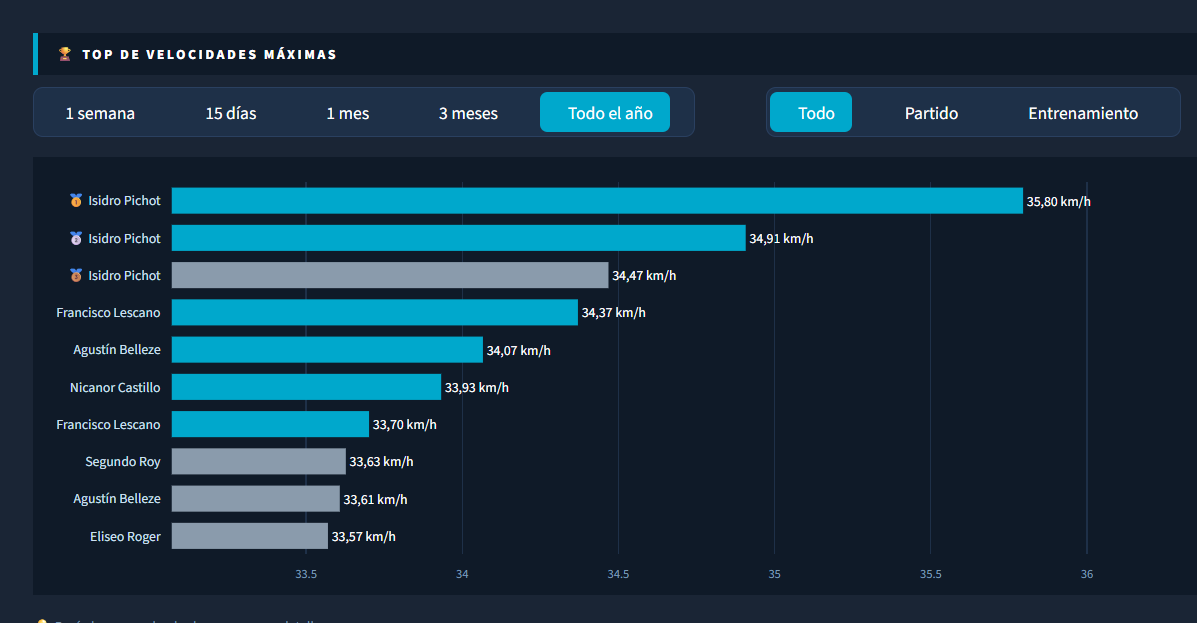 TOP DE VELOCIDADES MÁXIMAS
1 semana 15 días 1 mes 3 meses Todo el año Todo Partido Entrenamiento
Isidro Pichot 35,80 km/h
Isidro Pichot 34,91 km/h
Isidro Pichot 34,47 km/h
Francisco Lescano 34,37 km/h
Agustín Belleze 34,07 km/h
Nicanor Castillo 33,93 km/h
Francisco Lescano 33,70 km/h
Segundo Roy 33,63 km/h
Agustín Belleze 33,61 km/h
Eliseo Roger 33,57 km/h
33.5 34 34.5 35 35.5 36